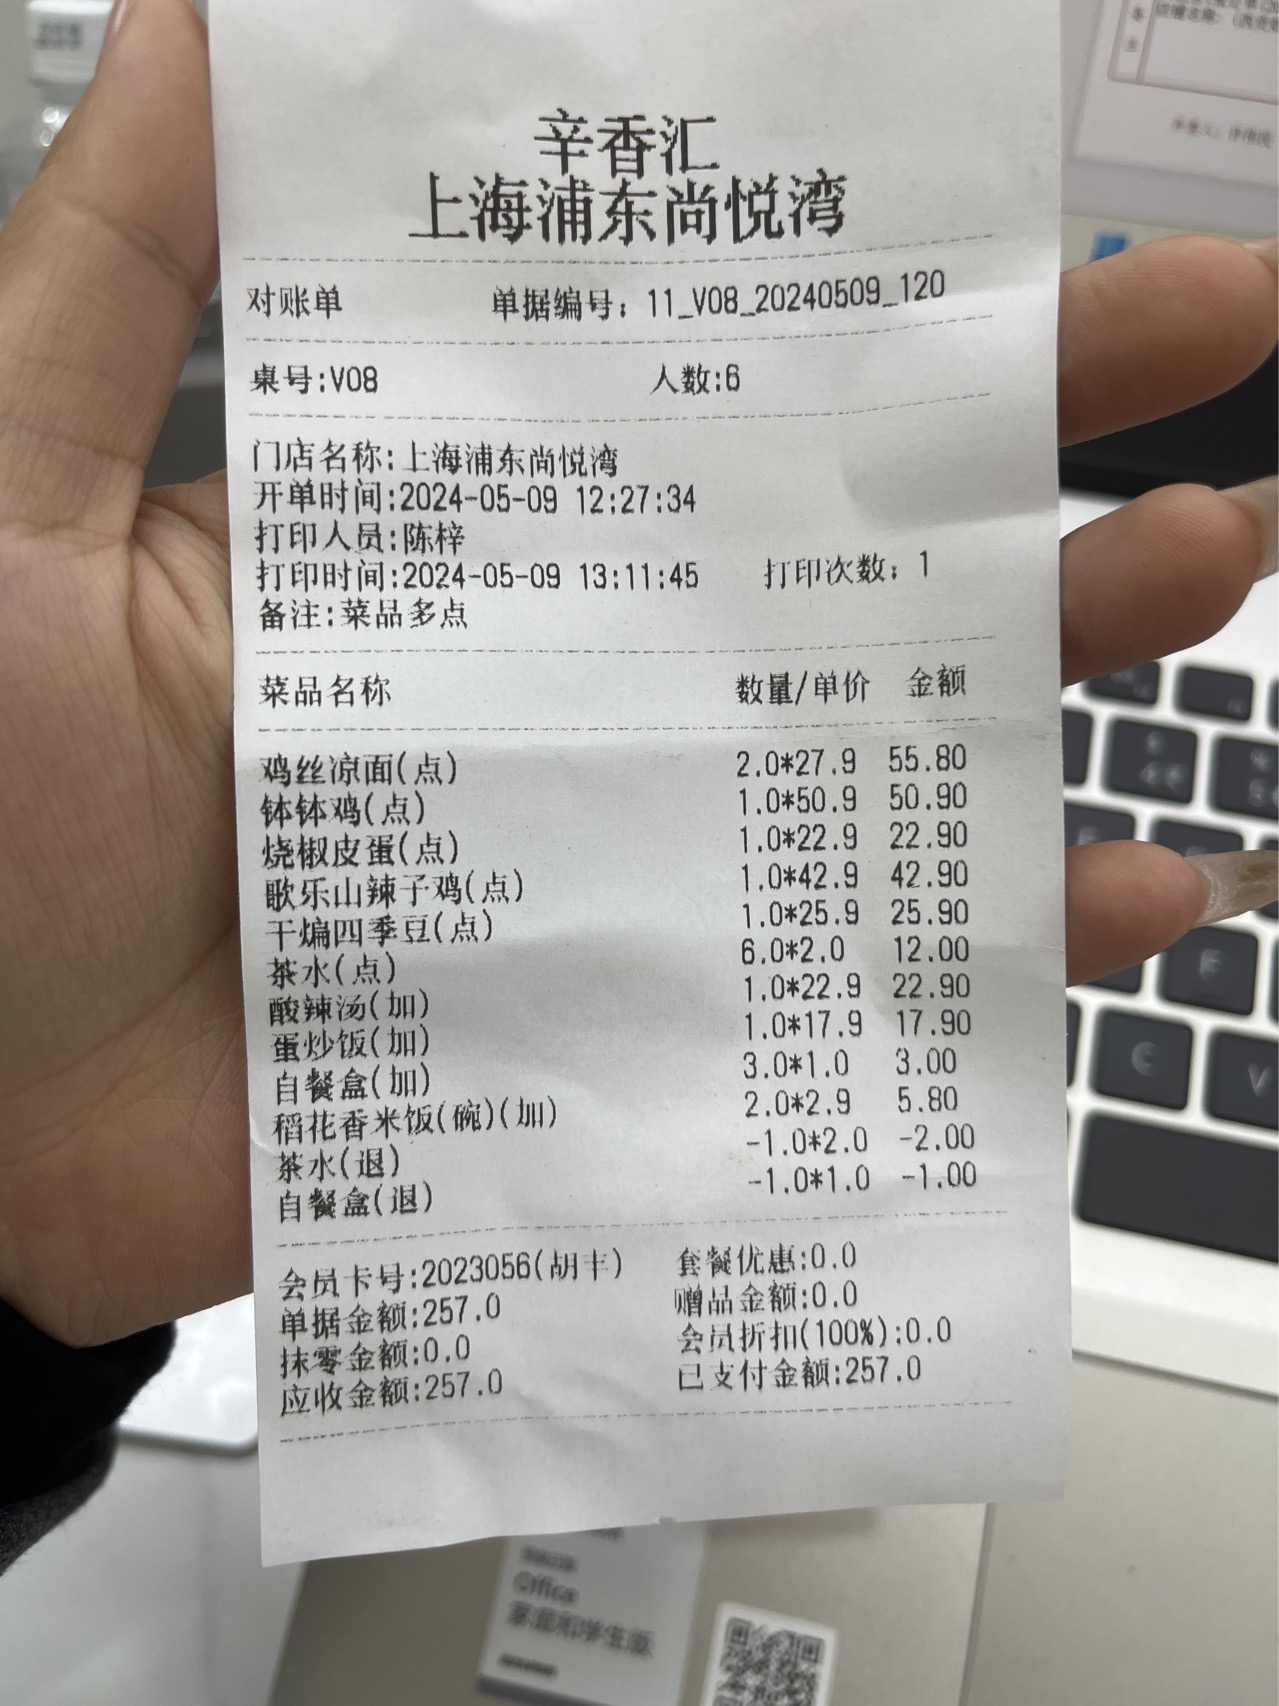 辛香汇
上海浦东尚悦湾
对账单 单据编号：11_V08_20240509_120
桌号:V08 人数:6
门店名称:上海浦东尚悦湾
开单时间:2024-05-09 12:27:34
打印人员:陈梓
打印时间:2024-05-09 13:11:45 打印次数：1
备注:菜品多点
菜品名称 数量/单价 金额
鸡丝凉面(点) 2.0*27.9 55.80
钵钵鸡(点) 1.0*50.9 50.90
烧椒皮蛋(点) 1.0*22.9 22.90
歌乐山辣子鸡(点) 1.0*42.9 42.90
干煸四季豆(点) 1.0*25.9 25.90
茶水(点) 6.0*2.0 12.00
酸辣汤(加) 1.0*22.9 22.90
蛋炒饭(加) 1.0*17.9 17.90
自餐盒(加) 3.0*1.0 3.00
稻花香米饭(碗)(加) 2.0*2.9 5.80
茶水(退) -1.0*2.0 -2.00
自餐盒(退) -1.0*1.0 -1.00
会员卡号:2023056(胡丰) 套餐优惠:0.0
单据金额:257.0 赠品金额:0.0
抹零金额:0.0 会员折扣(100%):0.0
应收金额:257.0 已支付金额:257.0
Office
家庭和学生版